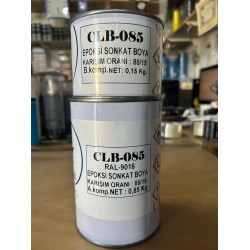 CLB-085
EPOKSİ SONKAT BOYA
KARIŞIM ORANI : 85/15
B.komp.NET: 0,15 Kg.
CLB-085
RAL-9016
EPOKSİ SONKAT BOYA
KARIŞIM ORANI : 85/15
A.komp.NET : 0,85 Kg.